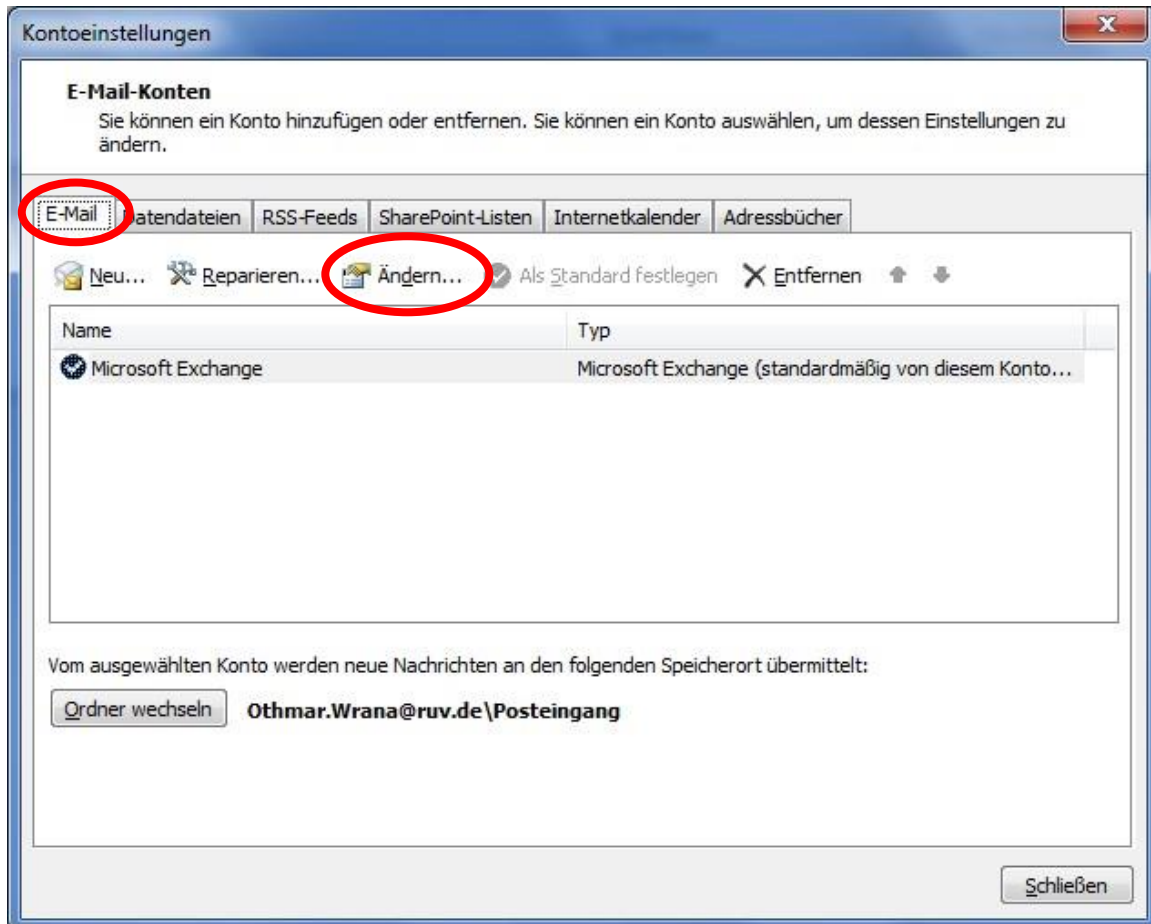 Kontoeinstellungen
E-Mail-Konten
Sie können ein Konto hinzufügen oder entfernen. Sie können ein Konto auswählen, um dessen Einstellungen zu
ändern.
E-Mail Datendateien RSS-Feeds SharePoint-Listen Internetkalender Adressbücher
Neu... Reparieren... Ändern... Als Standard festlegen Entfernen
Name Typ
Microsoft Exchange Microsoft Exchange (standardmäßig von diesem Konto...
Vom ausgewählten Konto werden neue Nachrichten an den folgenden Speicherort übermittelt:
Ordner wechseln Othmar.Wrana@ruv.de\Posteingang
Schließen